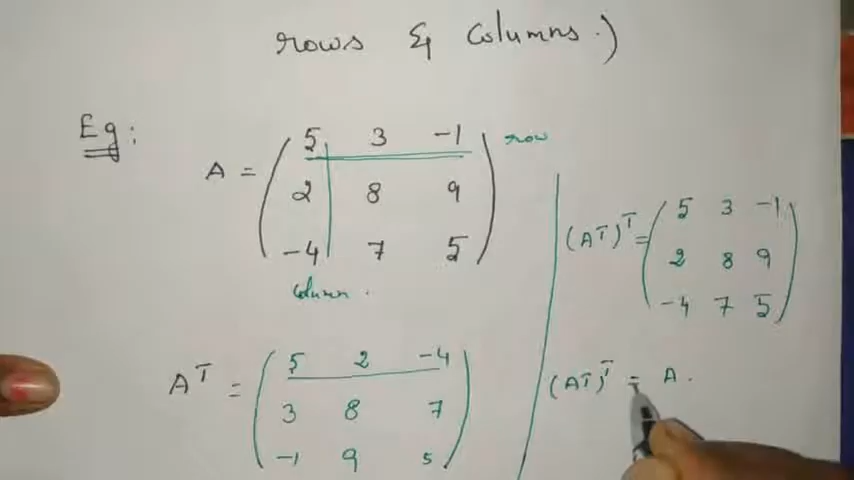 rows & Columns.)
Eg:
A = ( 5 3 -1 ) row
2 8 9
-4 7 5
Column.
A^T = ( 5 2 -4 )
3 8 7
-1 9 5
(A^T)^T = ( 5 3 -1 )
2 8 9
-4 7 5
(A^T)^T = A.